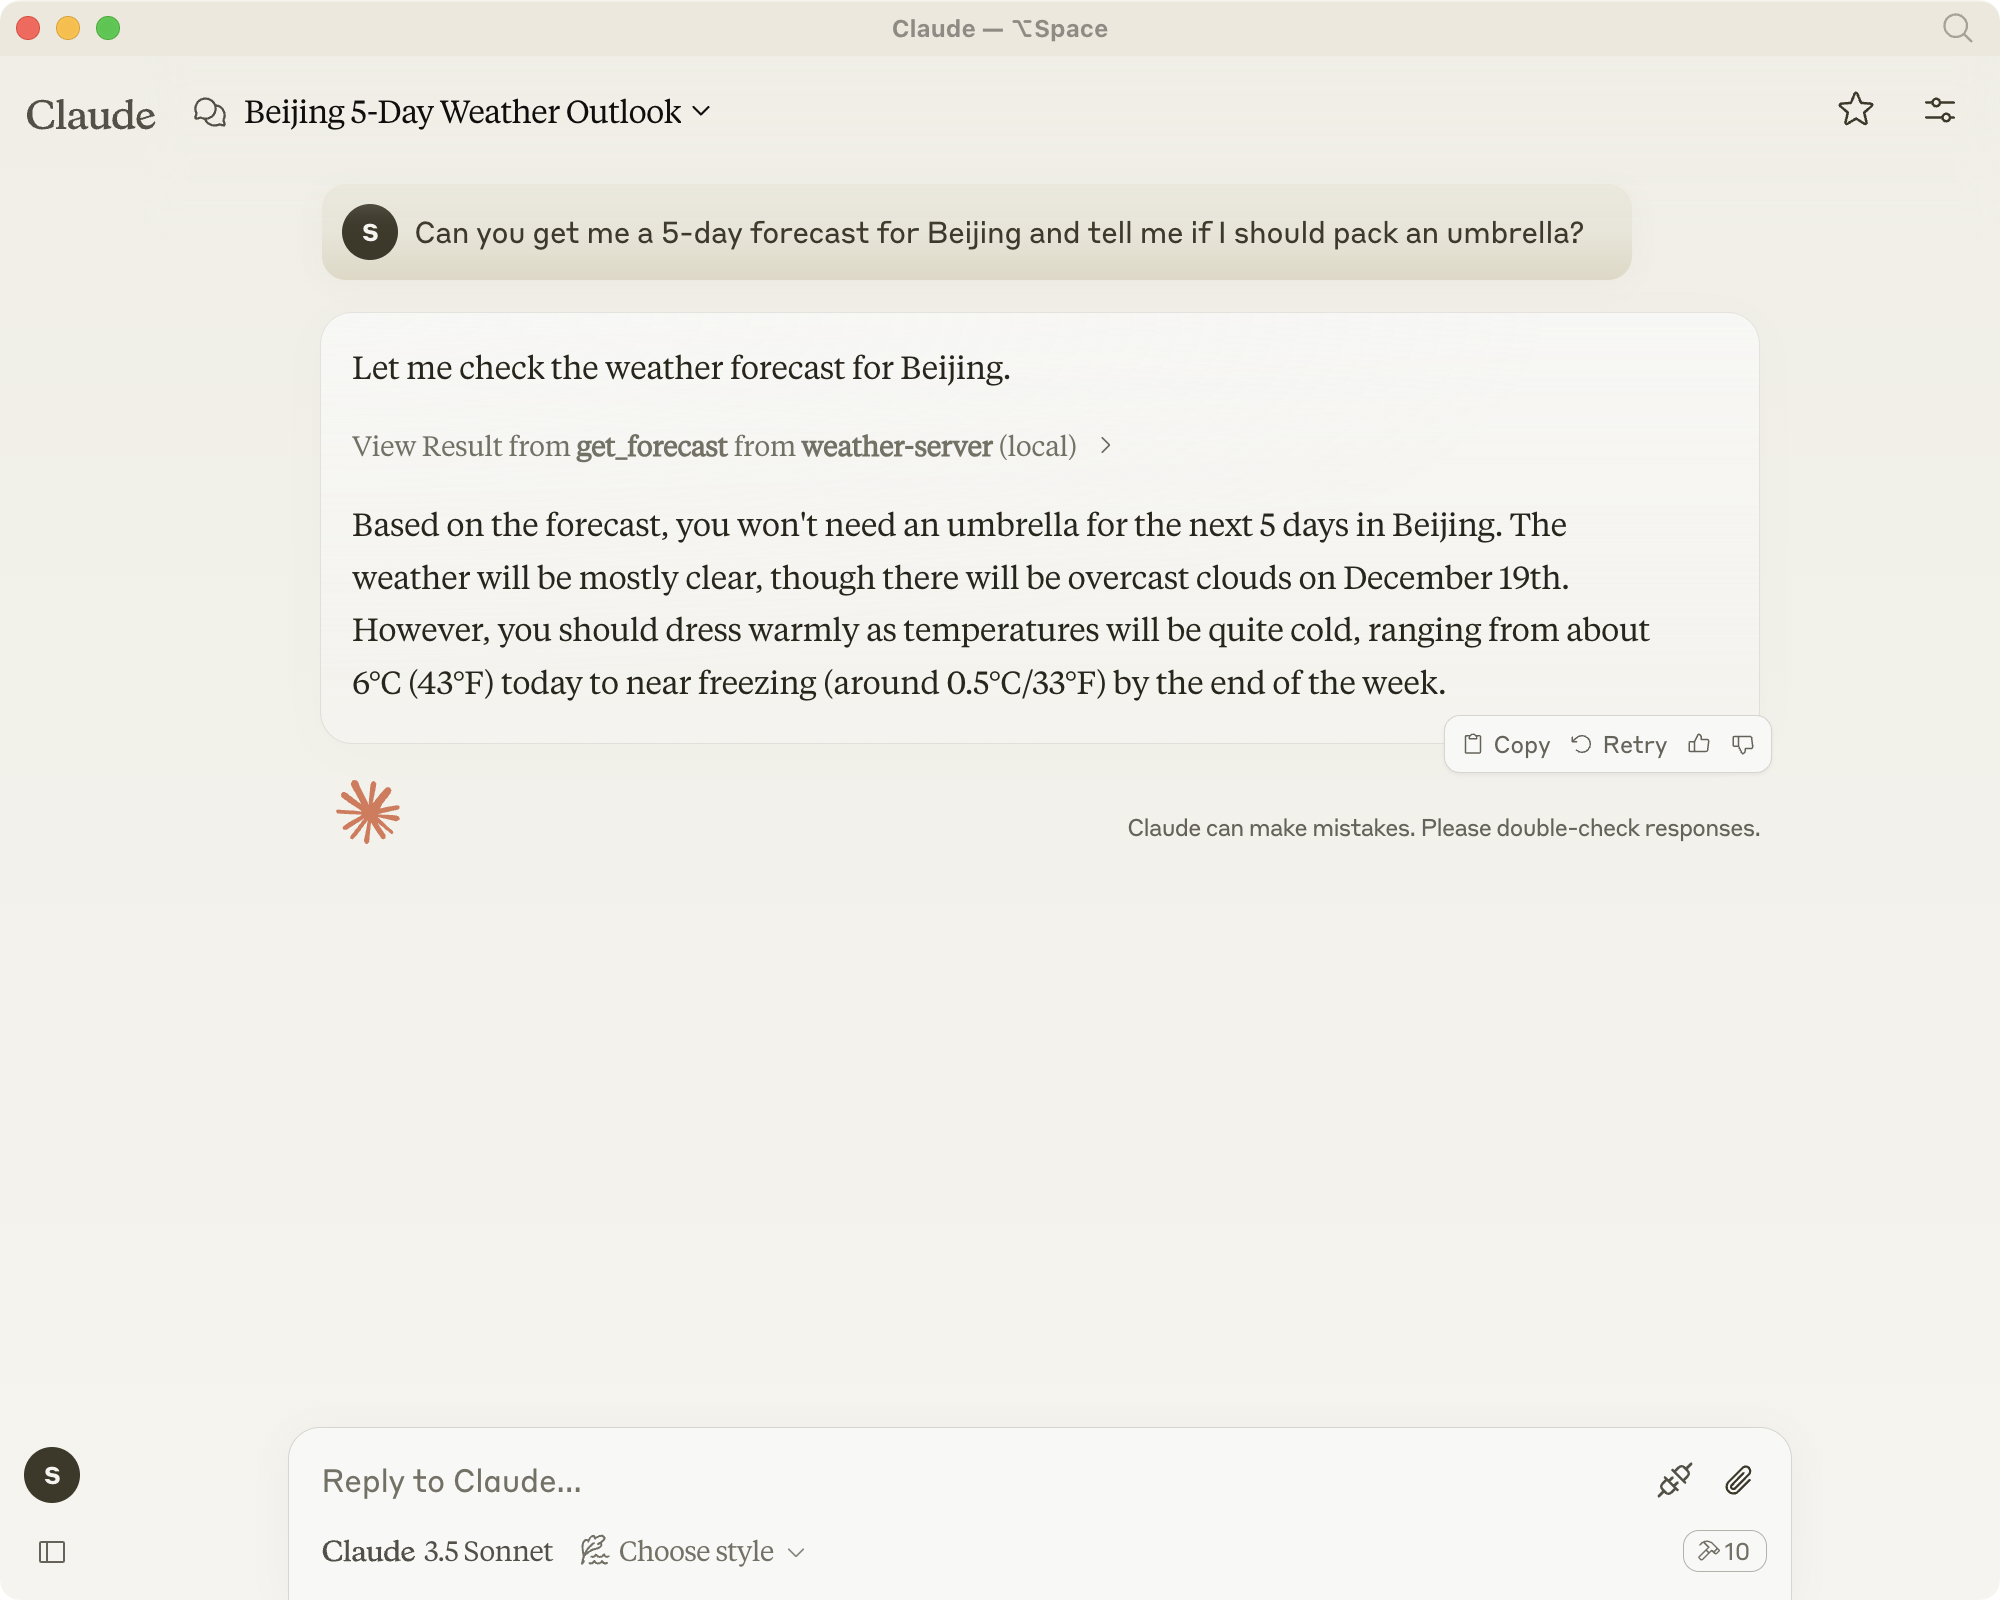 Claude — ⌥Space
Claude
Beijing 5-Day Weather Outlook
S
Can you get me a 5-day forecast for Beijing and tell me if I should pack an umbrella?
Let me check the weather forecast for Beijing.
View Result from get_forecast from weather-server (local)
Based on the forecast, you won't need an umbrella for the next 5 days in Beijing. The
weather will be mostly clear, though there will be overcast clouds on December 19th.
However, you should dress warmly as temperatures will be quite cold, ranging from about
6°C (43°F) today to near freezing (around 0.5°C/33°F) by the end of the week.
Copy Retry
Claude can make mistakes. Please double-check responses.
S
Reply to Claude...
Claude 3.5 Sonnet Choose style
10